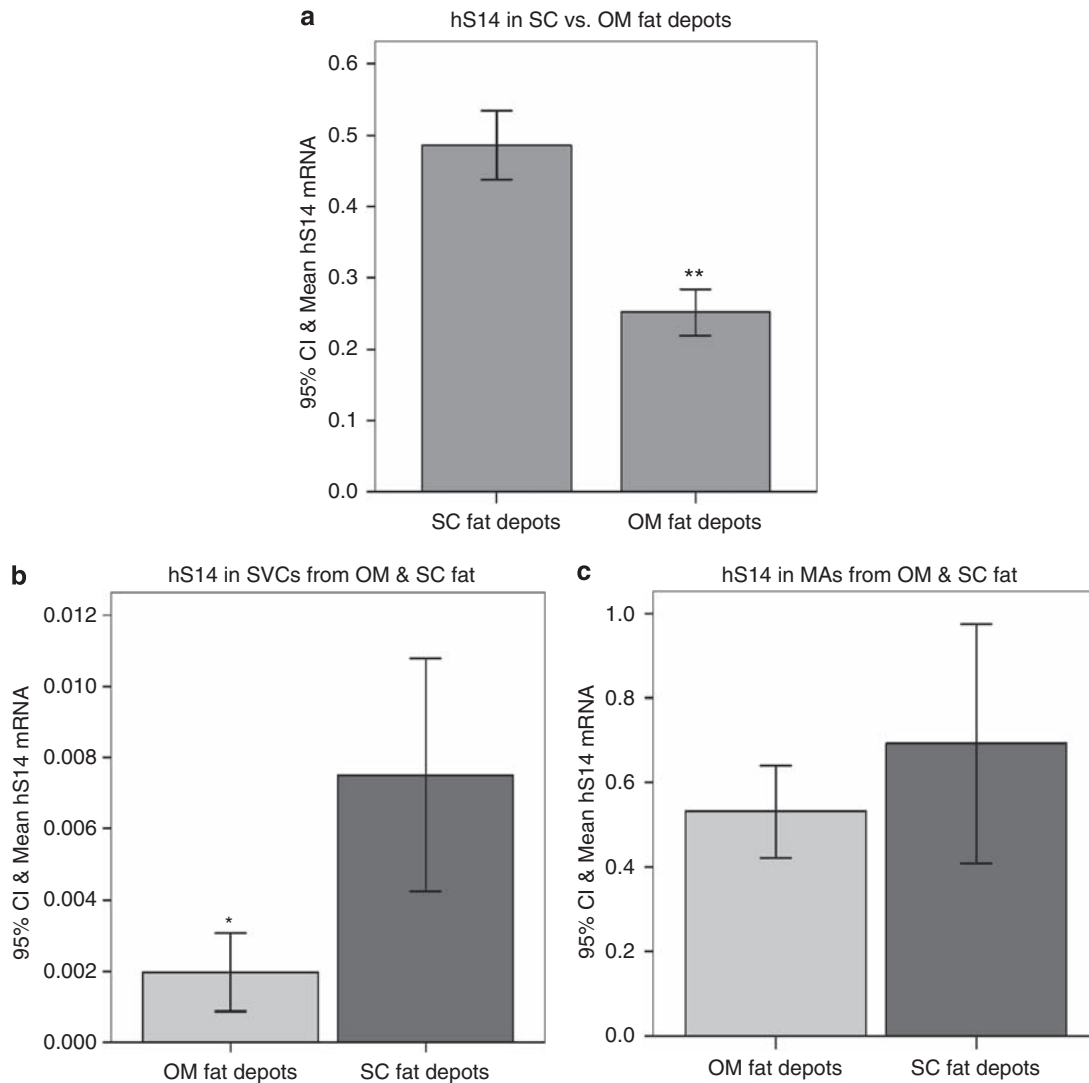 a
hS14 in SC vs. OM fat depots
95% CI & Mean hS14 mRNA
0.6
0.5
0.4
0.3
0.2
0.1
0.0
**
SC fat depots OM fat depots
b
hS14 in SVCs from OM & SC fat
95% CI & Mean hS14 mRNA
0.012
0.010
0.008
0.006
0.004
0.002
0.000
*
OM fat depots SC fat depots
c
hS14 in MAs from OM & SC fat
95% CI & Mean hS14 mRNA
1.0
0.8
0.6
0.4
0.2
0.0
OM fat depots SC fat depots